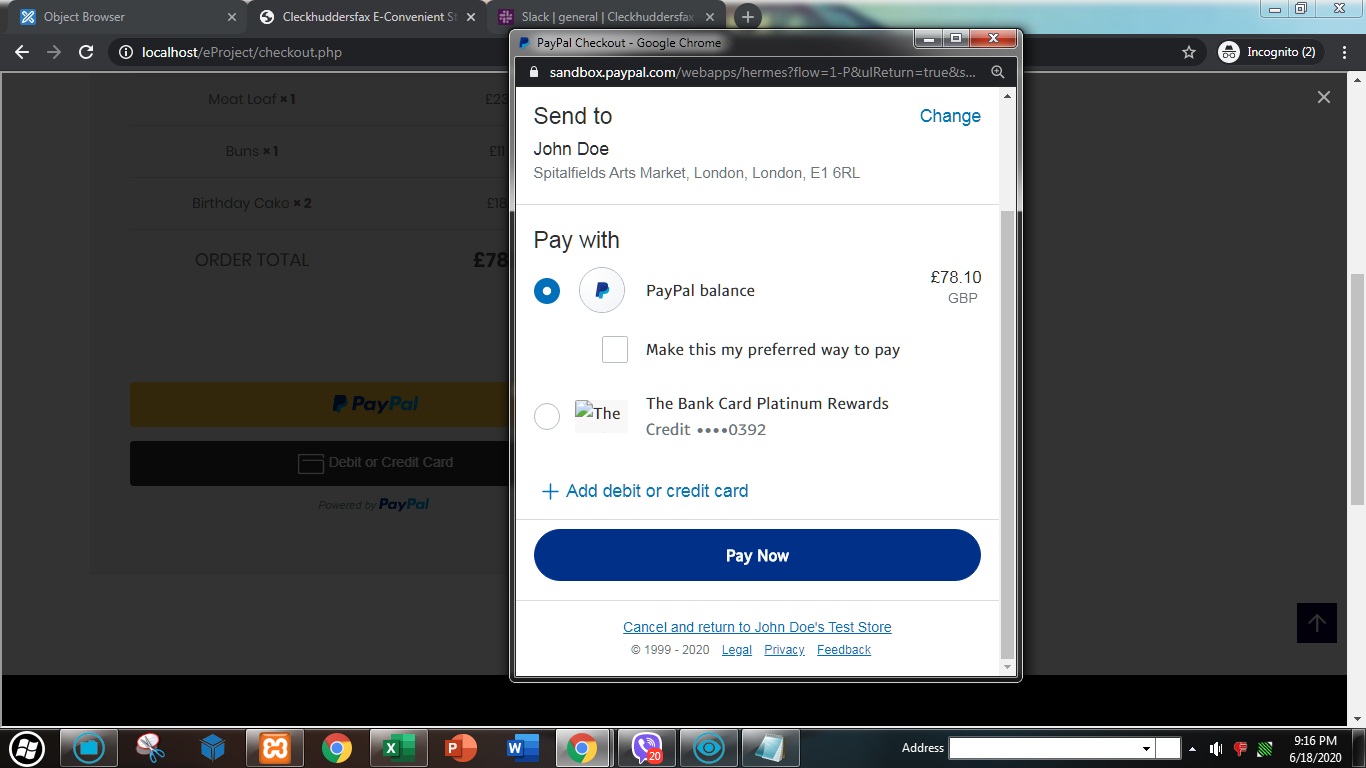 Object Browser
Cleckhuddersfax E-Convenient St
Slack | general | Cleckhuddersfax
localhost/eProject/checkout.php
Incognito (2)
PayPal Checkout - Google Chrome
sandbox.paypal.com/webapps/hermes?flow=1-P&ulReturn=true&s...
Moat Loaf × 1 £23
Buns × 1 £11
Birthday Cake × 2 £18
ORDER TOTAL £78
PayPal
Debit or Credit Card
Powered by PayPal
Send to
Change
John Doe
Spitalfields Arts Market, London, London, E1 6RL
Pay with
PayPal balance
£78.10
GBP
Make this my preferred way to pay
The
The Bank Card Platinum Rewards
Credit ••••0392
Add debit or credit card
Pay Now
Cancel and return to John Doe's Test Store
© 1999 - 2020 Legal Privacy Feedback
20
Address
9:16 PM
6/18/2020